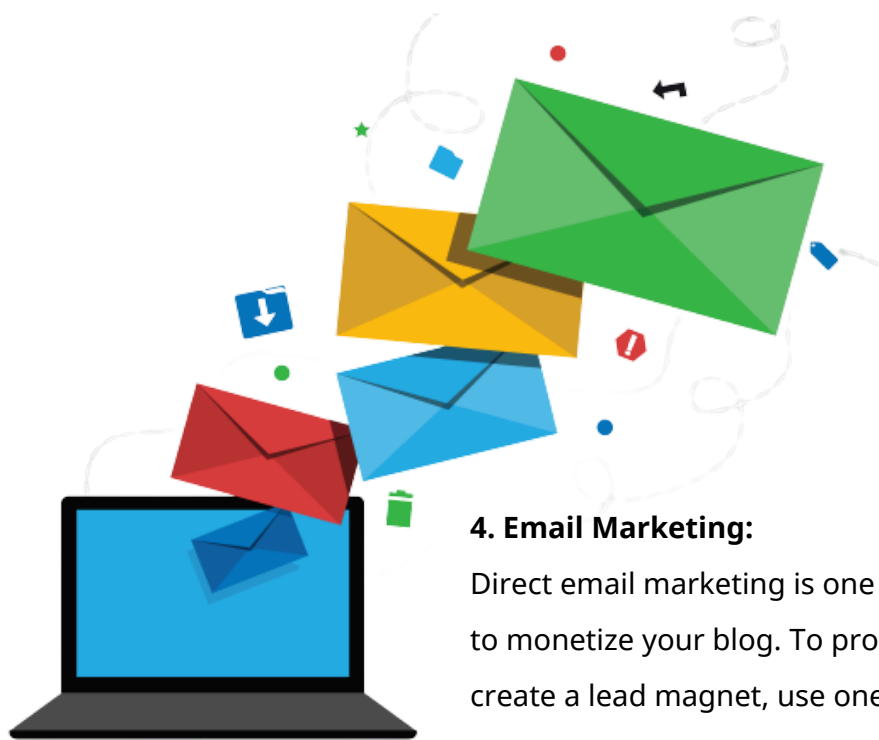 4. Email Marketing:
Direct email marketing is one
to monetize your blog. To pro
create a lead magnet, use one